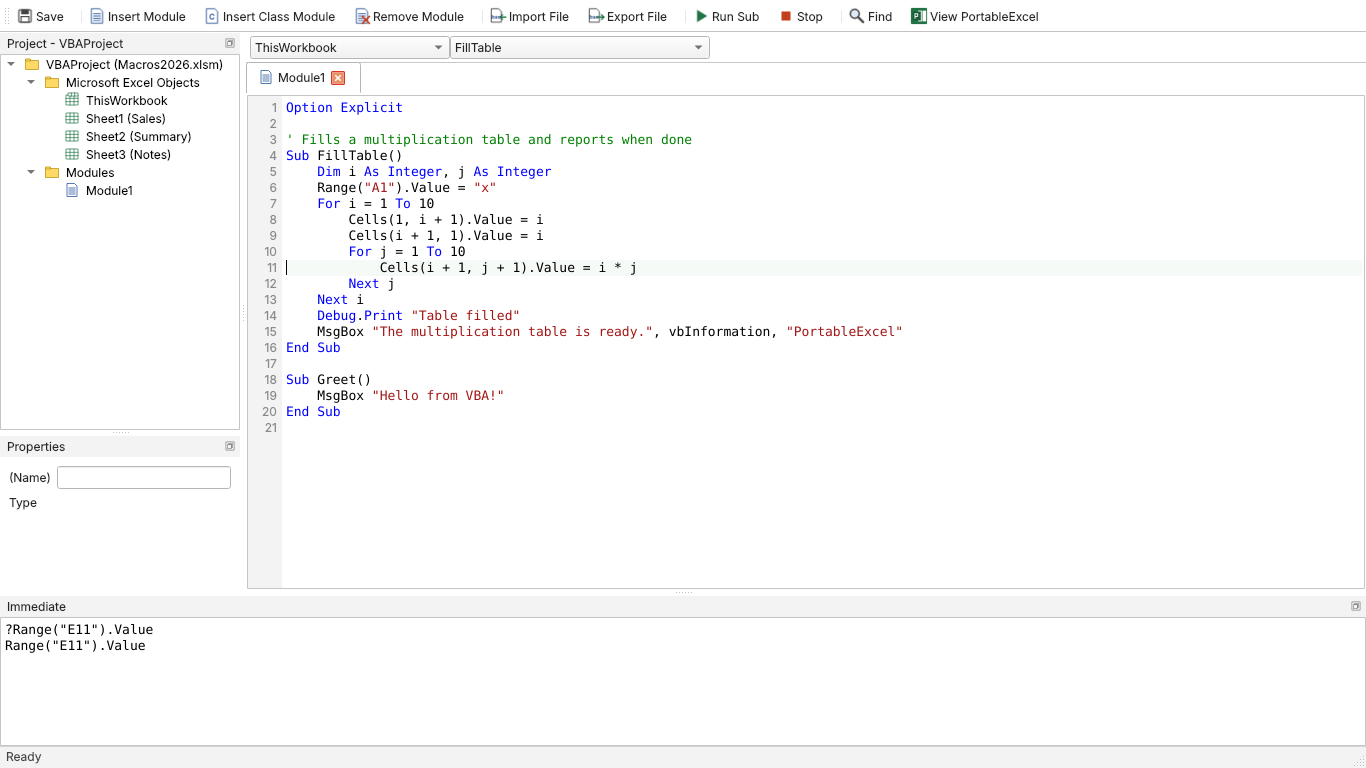 Save Insert Module Insert Class Module Remove Module Import File Export File Run Sub Stop Find View PortableExcel
Project - VBAProject
VBAProject (Macros2026.xlsm)
Microsoft Excel Objects
ThisWorkbook
Sheet1 (Sales)
Sheet2 (Summary)
Sheet3 (Notes)
Modules
Module1
Properties
(Name)
Type
ThisWorkbook FillTable
Module1
1 Option Explicit
2
3 ' Fills a multiplication table and reports when done
4 Sub FillTable()
5     Dim i As Integer, j As Integer
6     Range("A1").Value = "x"
7     For i = 1 To 10
8         Cells(1, i + 1).Value = i
9         Cells(i + 1, 1).Value = i
10         For j = 1 To 10
11             Cells(i + 1, j + 1).Value = i * j
12         Next j
13     Next i
14     Debug.Print "Table filled"
15     MsgBox "The multiplication table is ready.", vbInformation, "PortableExcel"
16 End Sub
17
18 Sub Greet()
19     MsgBox "Hello from VBA!"
20 End Sub
21
Immediate
?Range("E11").Value
Range("E11").Value
Ready